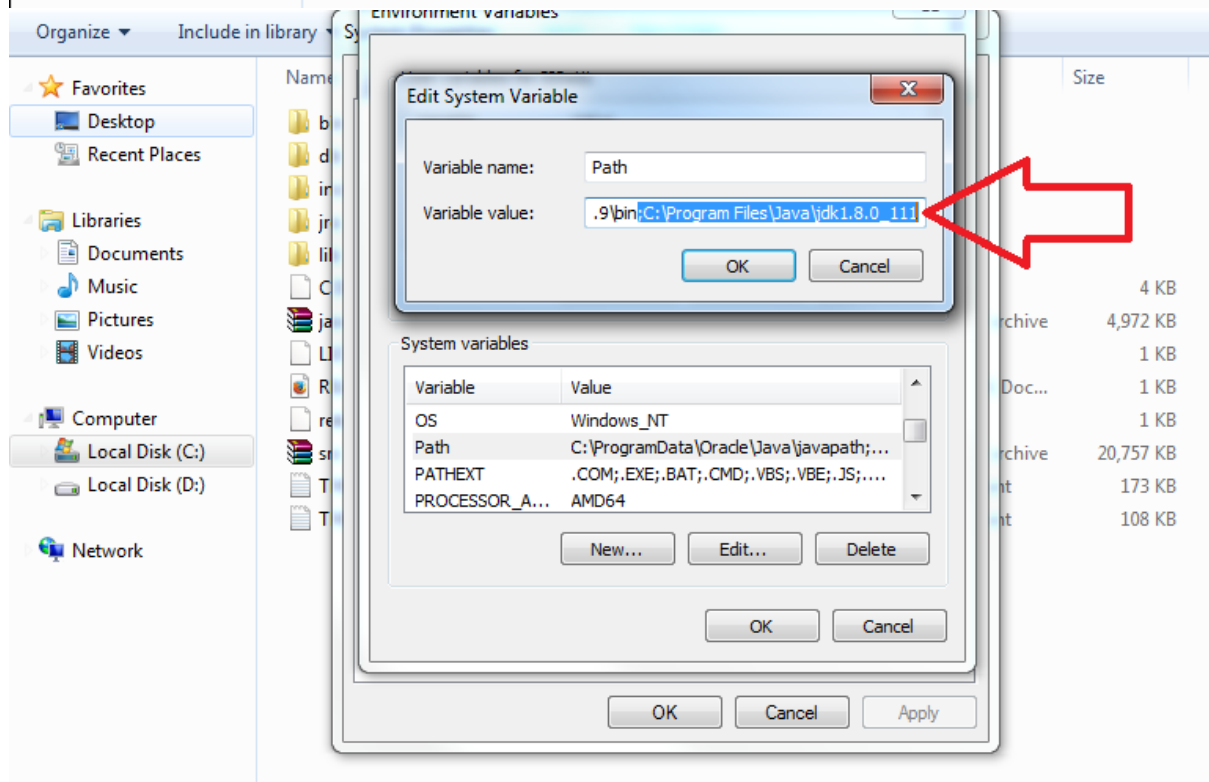 Environment Variables
Organize Include in library
Name Size
Favorites
Desktop
Recent Places
Libraries
Documents
Music
Pictures
Videos
Computer
Local Disk (C:)
Local Disk (D:)
Network
Edit System Variable
Variable name: Path
Variable value: .9\bin;C:\Program Files\Java\jdk1.8.0_111
OK Cancel
System variables
Variable Value
OS Windows_NT
Path C:\ProgramData\Oracle\Java\javapath;...
PATHEXT .COM;.EXE;.BAT;.CMD;.VBS;.VBE;.JS;....
PROCESSOR_A... AMD64
New... Edit... Delete
OK Cancel
OK Cancel Apply
4 KB
rchive 4,972 KB
1 KB
Doc... 1 KB
1 KB
rchive 20,757 KB
nt 173 KB
nt 108 KB